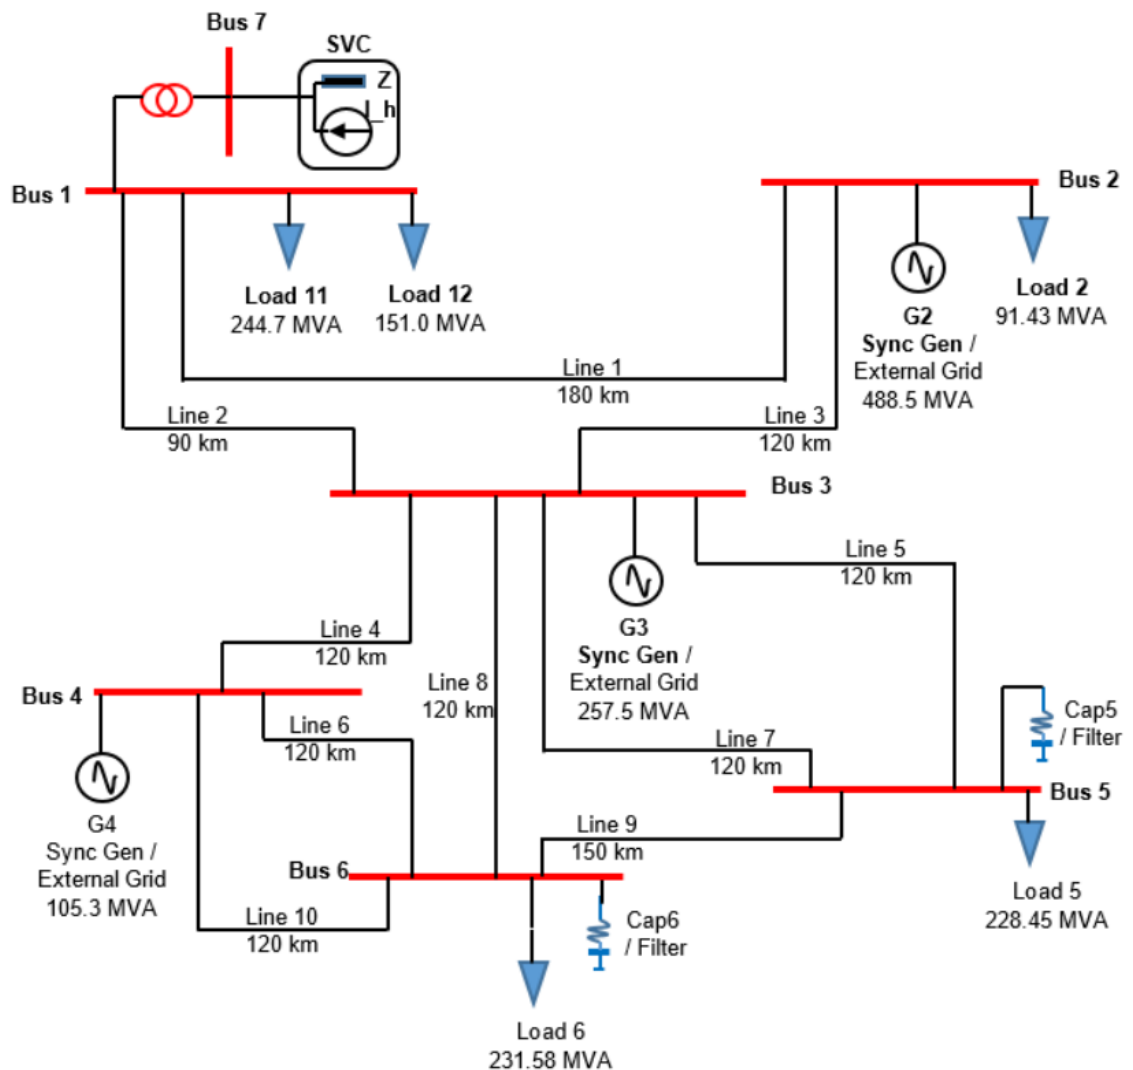 Bus 7
SVC
Z
I_h
Bus 1
Bus 2
Load 11
244.7 MVA
Load 12
151.0 MVA
G2
Sync Gen /
External Grid
488.5 MVA
Load 2
91.43 MVA
Line 1
180 km
Line 2
90 km
Line 3
120 km
Bus 3
Line 5
120 km
G3
Sync Gen /
External Grid
257.5 MVA
Line 4
120 km
Line 8
120 km
Bus 4
Line 6
120 km
Line 7
120 km
Cap5
/ Filter
Bus 5
G4
Sync Gen /
External Grid
105.3 MVA
Line 9
150 km
Bus 6
Line 10
120 km
Cap6
/ Filter
Load 5
228.45 MVA
Load 6
231.58 MVA